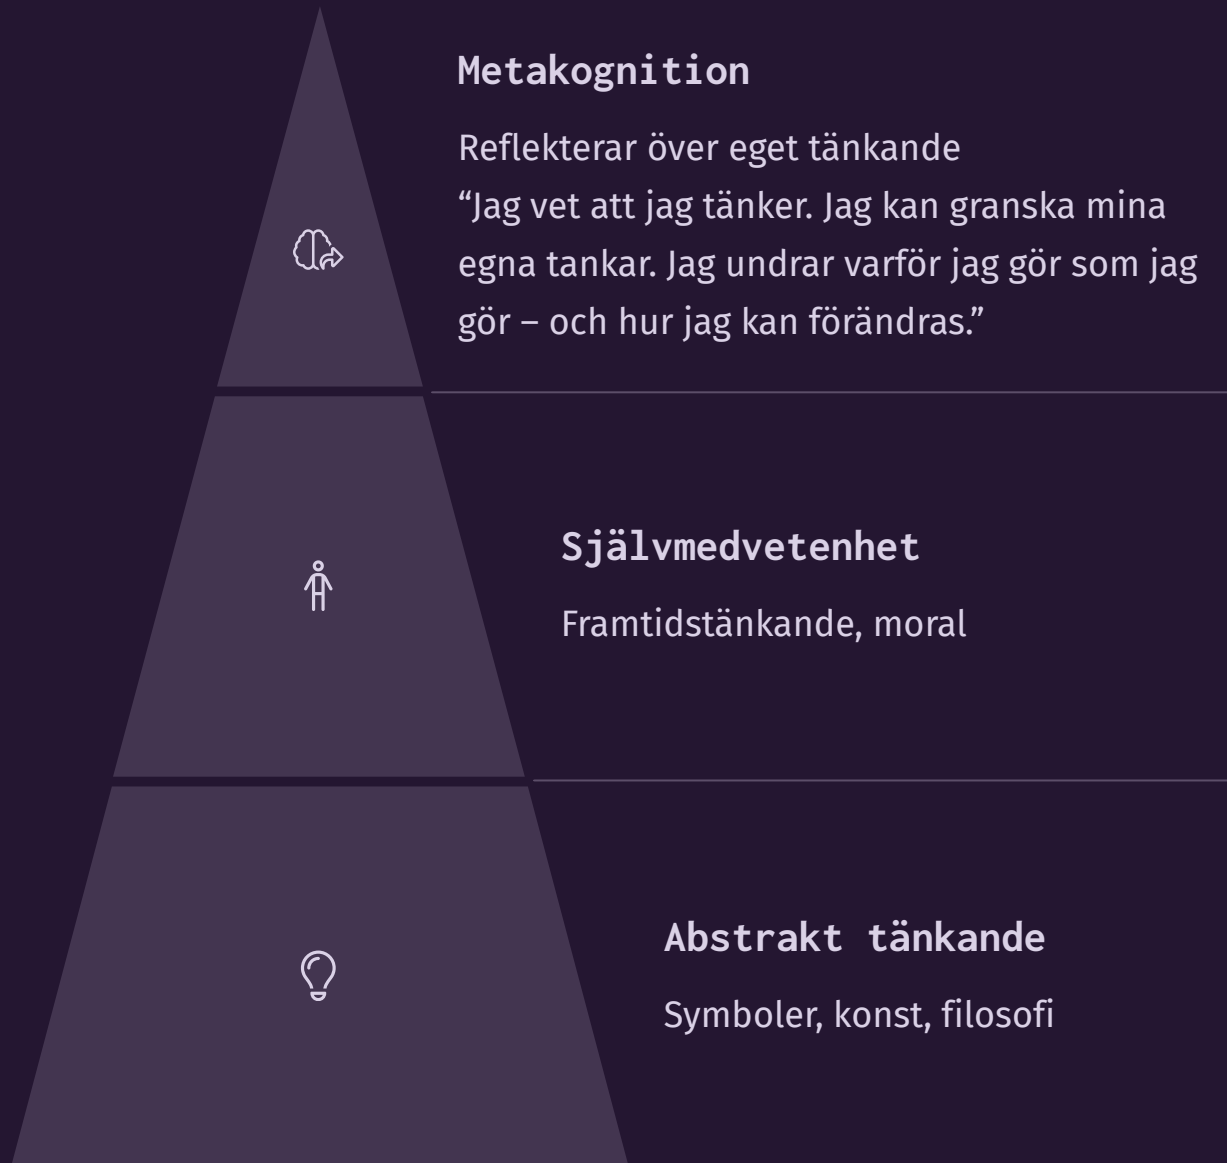 Metakognition
Reflekterar över eget tänkande
“Jag vet att jag tänker. Jag kan granska mina
egna tankar. Jag undrar varför jag gör som jag
gör – och hur jag kan förändras.”
Självmedvetenhet
Framtidstänkande, moral
Abstrakt tänkande
Symboler, konst, filosofi